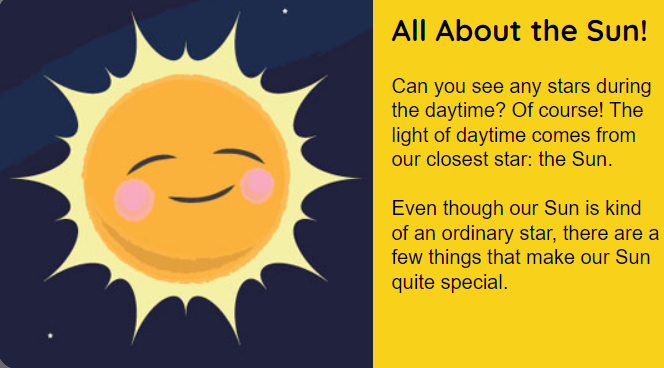 All About the Sun!
Can you see any stars during
the daytime? Of course! The
light of daytime comes from
our closest star: the Sun.
Even though our Sun is kind
of an ordinary star, there are a
few things that make our Sun
quite special.